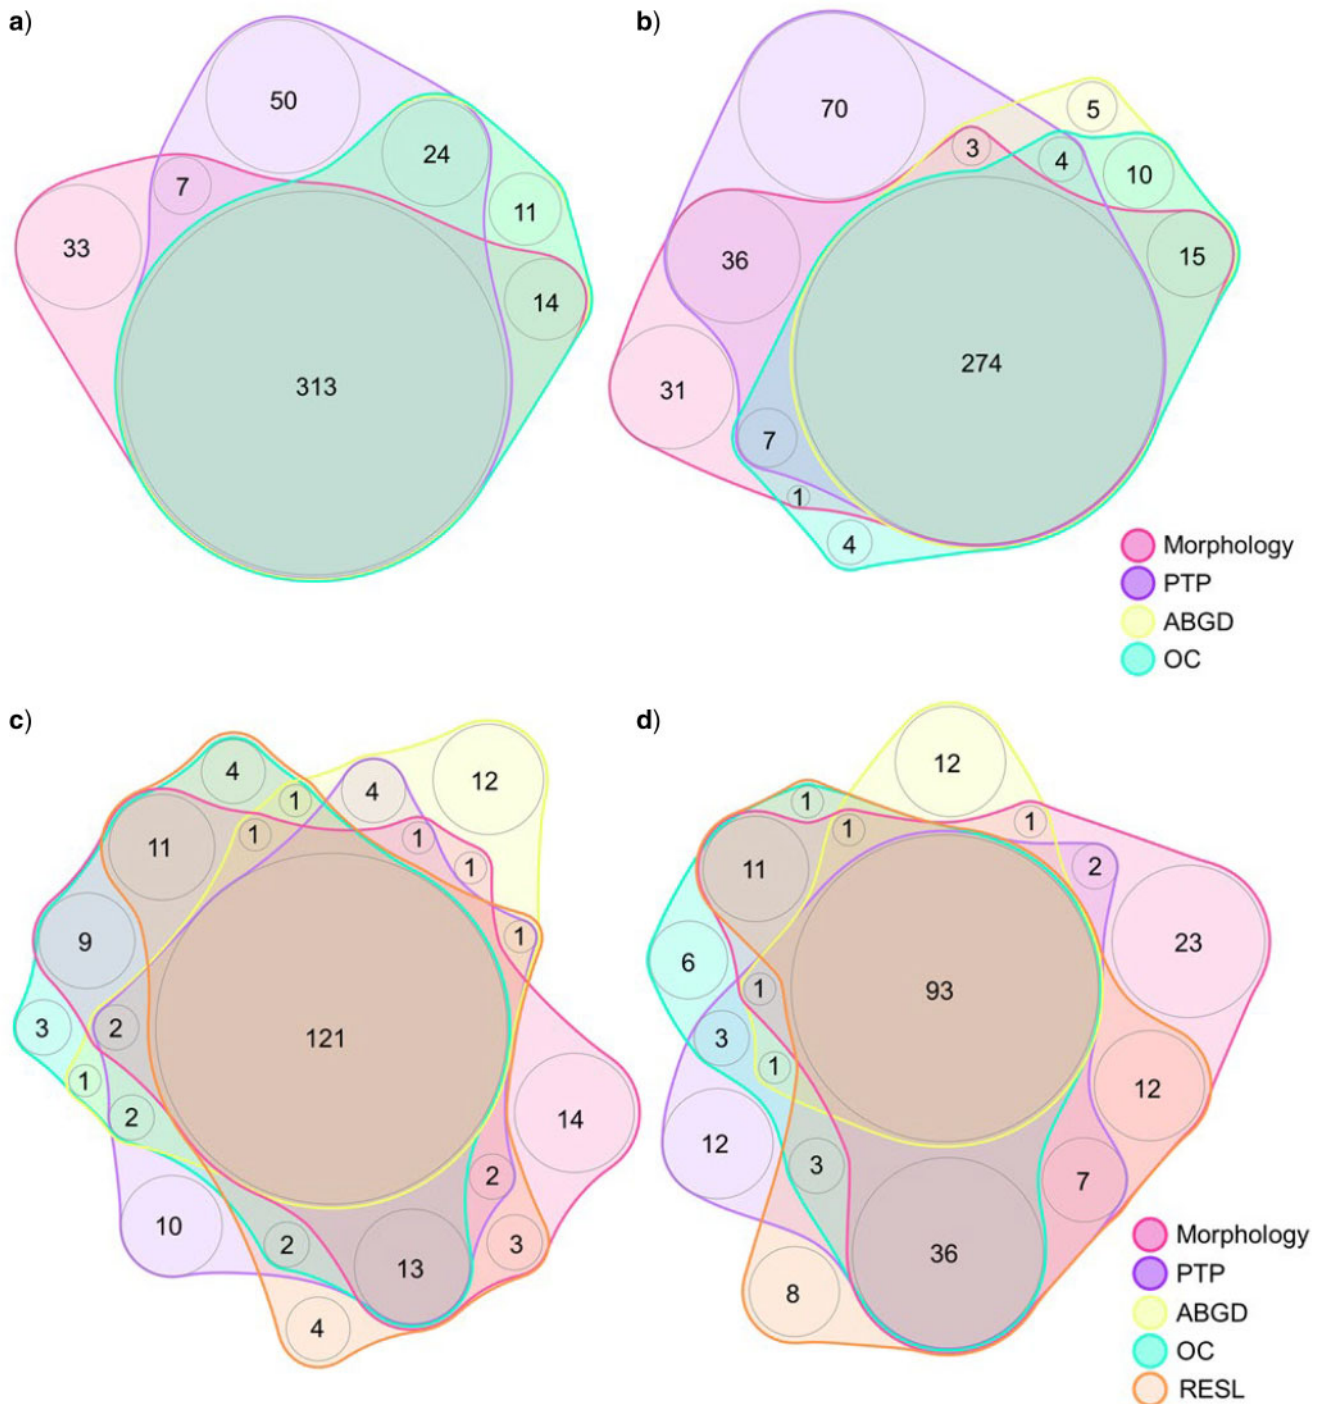 a) b)
50 70 5
24 3 4 10
7 11
33 36 15
14
313 274
31
7
1
4
Morphology
PTP
ABGD
OC
c) d)
4 4 12 12
1 1 1
1 1 1
11 1 11 2
9 1 6 23
3 2 121 1 93
1 3
2 1 12
14 12
2 3 7
10 2 3 36
13
4 8
Morphology
PTP
ABGD
OC
RESL